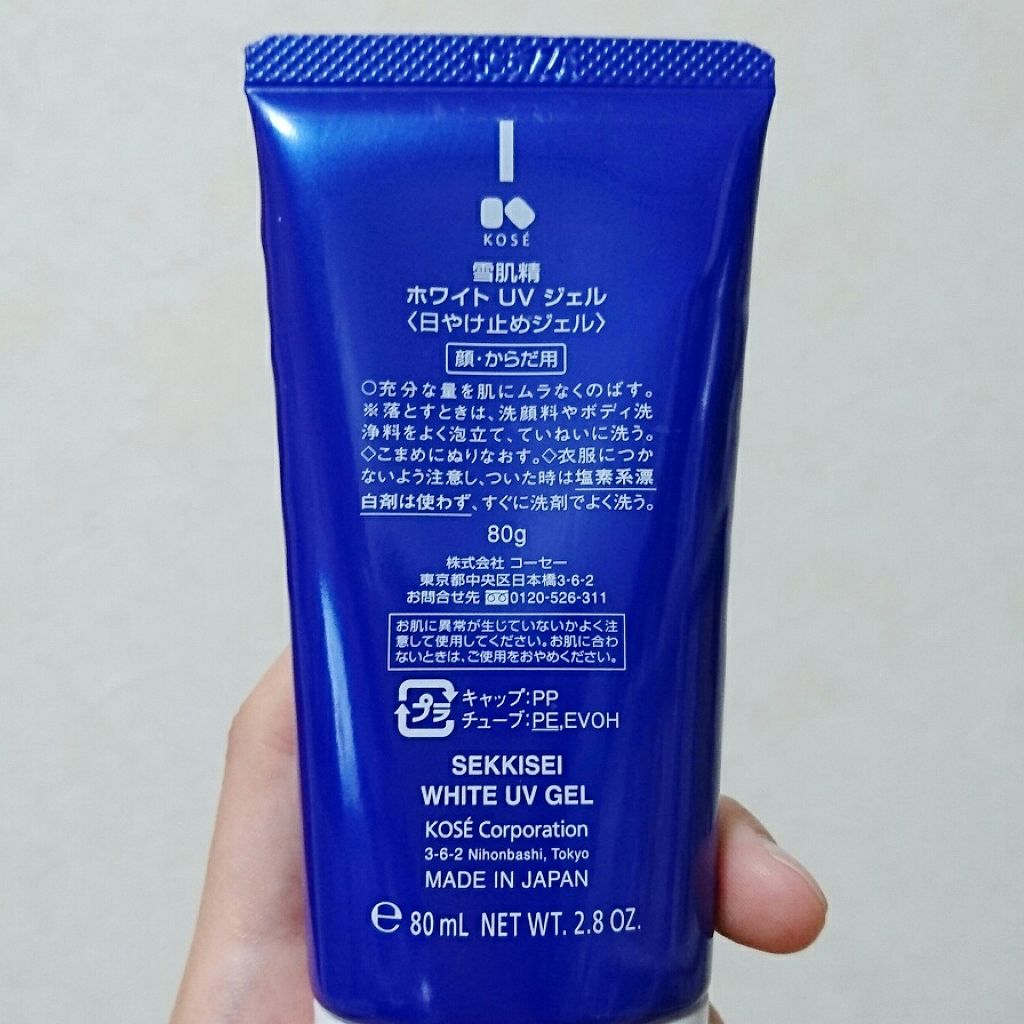 KOSÉ
雪肌精
ホワイト UV ジェル
〈日やけ止めジェル〉
顔・からだ用
○充分な量を肌にムラなくのばす。
※落とすときは、洗顔料やボディ洗
浄料をよく泡立て、ていねいに洗う。
◇こまめにぬりなおす。◇衣服につか
ないよう注意し、ついた時は塩素系漂
白剤は使わず、すぐに洗剤でよく洗う。
80g
株式会社 コーセー
東京都中央区日本橋3-6-2
お問合せ先 0120-526-311
お肌に異常が生じていないかよく注
意して使用してください。お肌に合わ
ないときは、ご使用をおやめください。
プラ
キャップ:PP
チューブ:PE,EVOH
SEKKISEI
WHITE UV GEL
KOSÉ Corporation
3-6-2 Nihonbashi, Tokyo
MADE IN JAPAN
℮ 80 mL NET WT. 2.8 OZ.